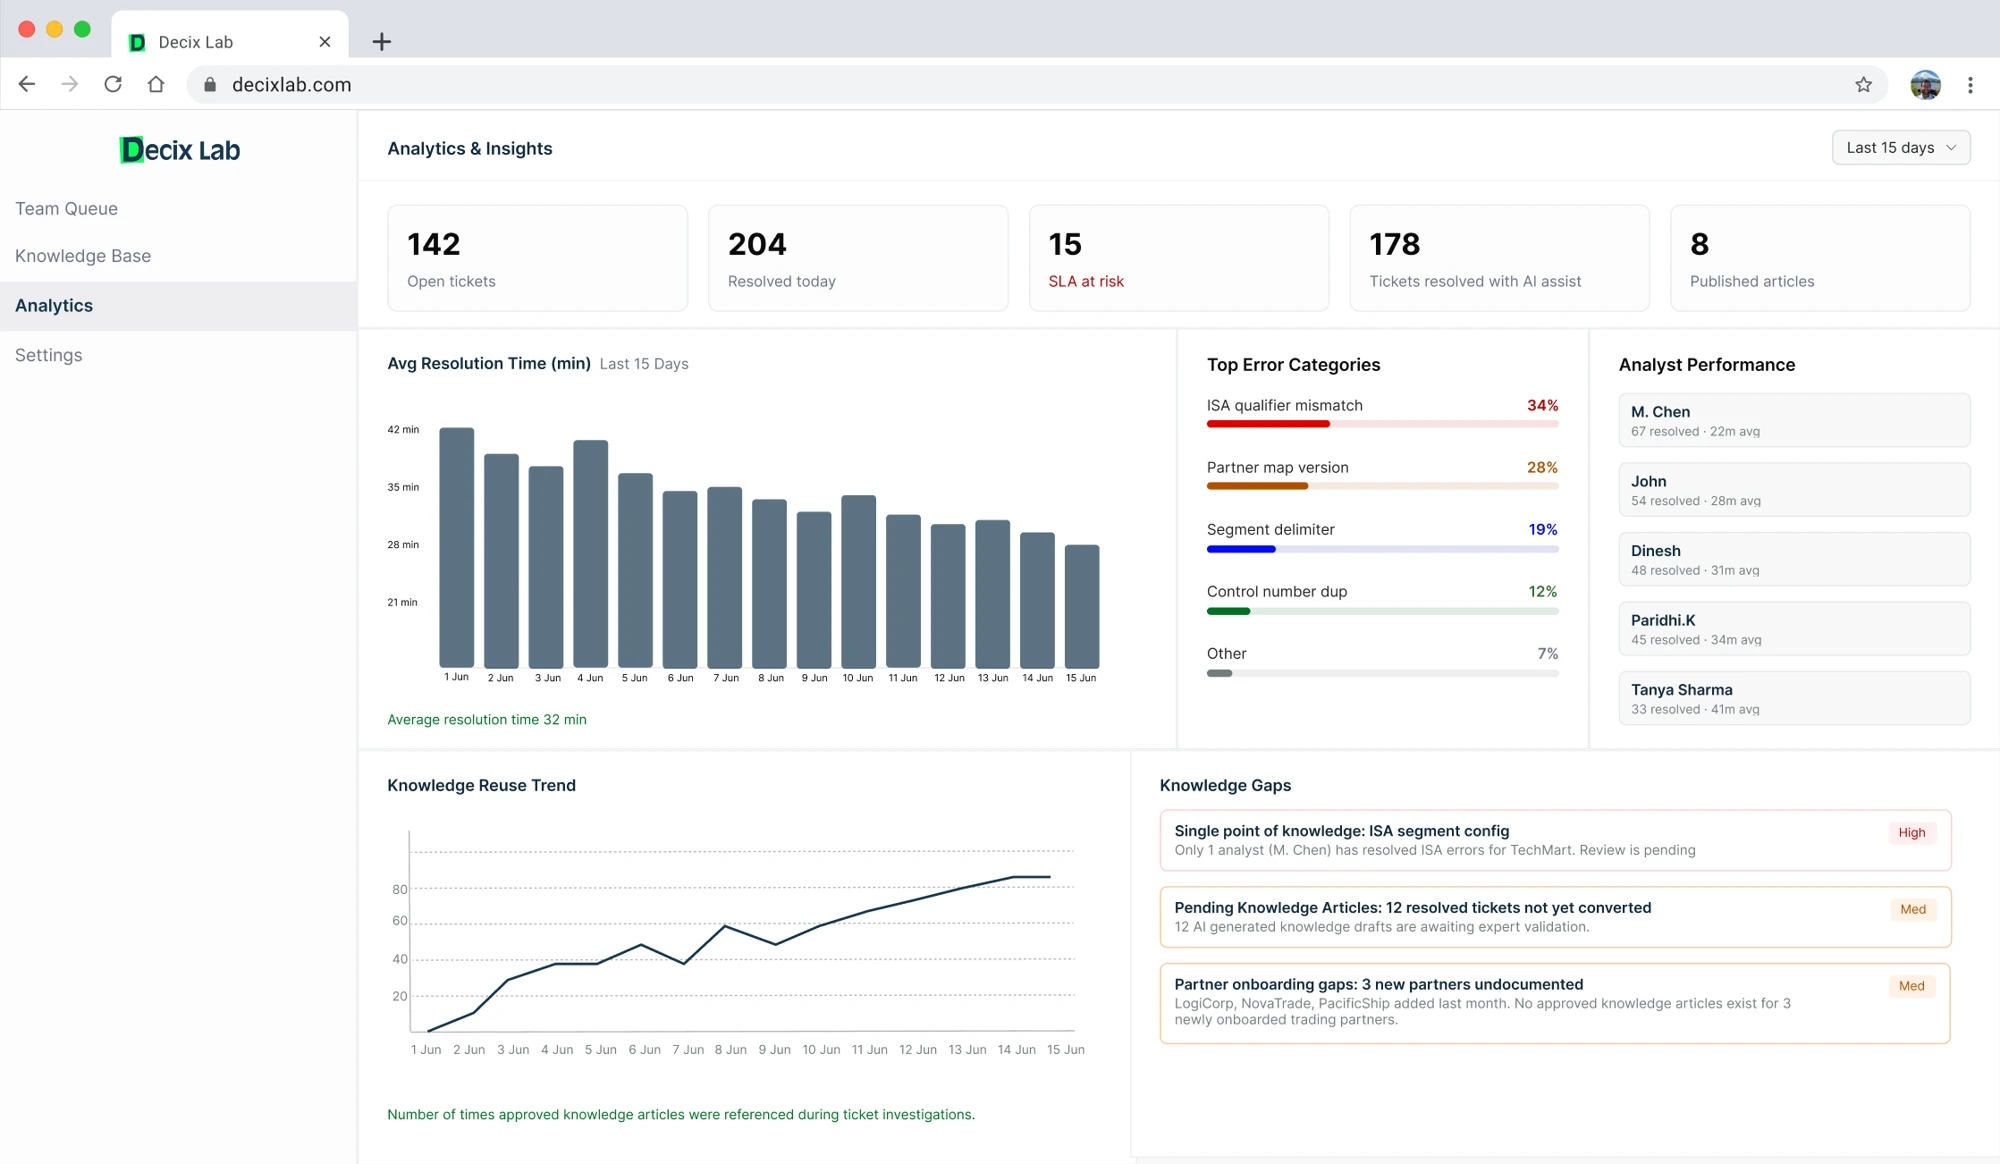 Decix Lab
decixlab.com
Decix Lab
Team Queue
Knowledge Base
Analytics
Settings
Analytics & Insights
Last 15 days
142
Open tickets
204
Resolved today
15
SLA at risk
178
Tickets resolved with AI assist
8
Published articles
Avg Resolution Time (min) Last 15 Days
42 min
35 min
28 min
21 min
1 Jun 2 Jun 3 Jun 4 Jun 5 Jun 6 Jun 7 Jun 8 Jun 9 Jun 10 Jun 11 Jun 12 Jun 13 Jun 14 Jun 15 Jun
Average resolution time 32 min
Top Error Categories
ISA qualifier mismatch 34%
Partner map version 28%
Segment delimiter 19%
Control number dup 12%
Other 7%
Analyst Performance
M. Chen
67 resolved · 22m avg
John
54 resolved · 28m avg
Dinesh
48 resolved · 31m avg
Paridhi.K
45 resolved · 34m avg
Tanya Sharma
33 resolved · 41m avg
Knowledge Reuse Trend
80
60
40
20
1 Jun 2 Jun 3 Jun 4 Jun 5 Jun 6 Jun 7 Jun 8 Jun 9 Jun 10 Jun 11 Jun 12 Jun 13 Jun 14 Jun 15 Jun
Number of times approved knowledge articles were referenced during ticket investigations.
Knowledge Gaps
Single point of knowledge: ISA segment config
High
Only 1 analyst (M. Chen) has resolved ISA errors for TechMart. Review is pending
Pending Knowledge Articles: 12 resolved tickets not yet converted
Med
12 AI generated knowledge drafts are awaiting expert validation.
Partner onboarding gaps: 3 new partners undocumented
Med
LogiCorp, NovaTrade, PacificShip added last month. No approved knowledge articles exist for 3
newly onboarded trading partners.